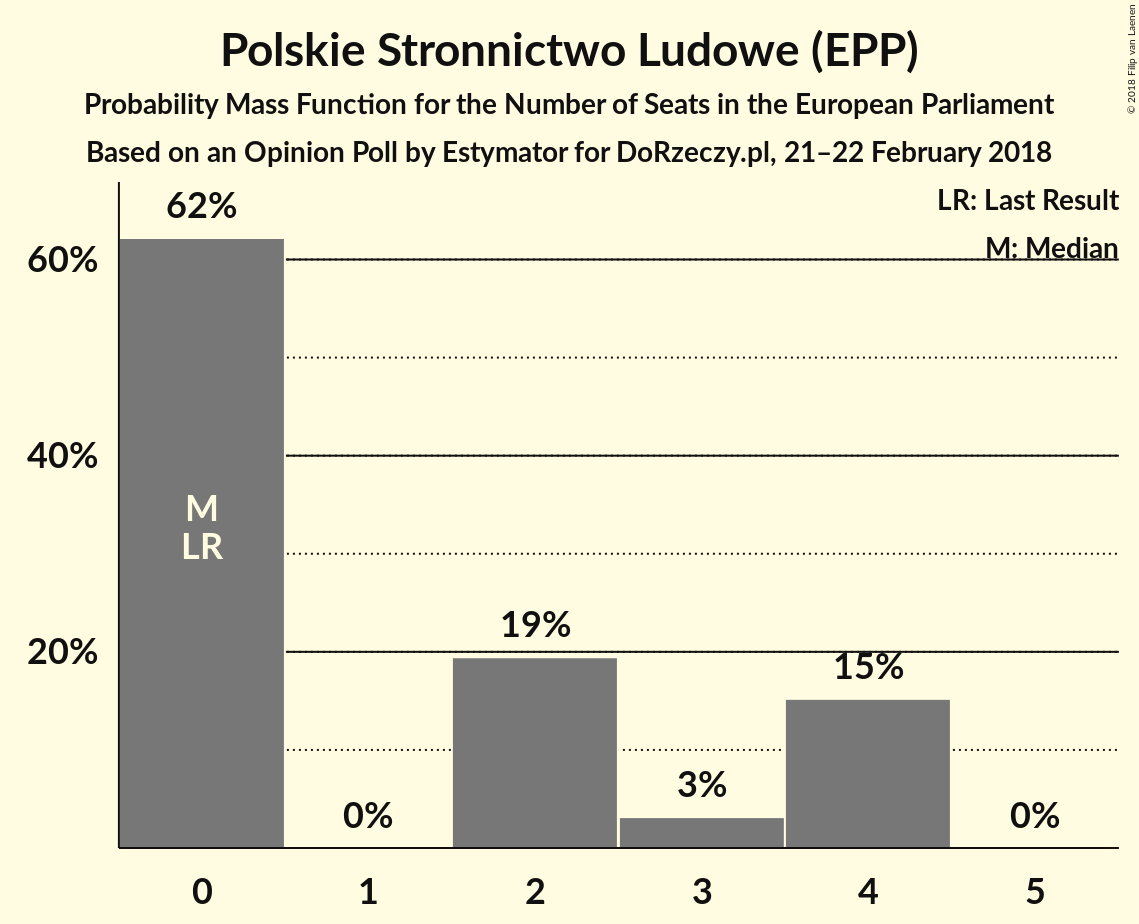 Polskie Stronnictwo Ludowe (EPP)
Probability Mass Function for the Number of Seats in the European Parliament
Based on an Opinion Poll by Estymator for DoRzeczy.pl, 21–22 February 2018
© 2018 Filip van Laenen
LR: Last Result
M: Median
62%
60%
40%
M
LR
19%
20%
15%
3%
0%
0%
0 1 2 3 4 5